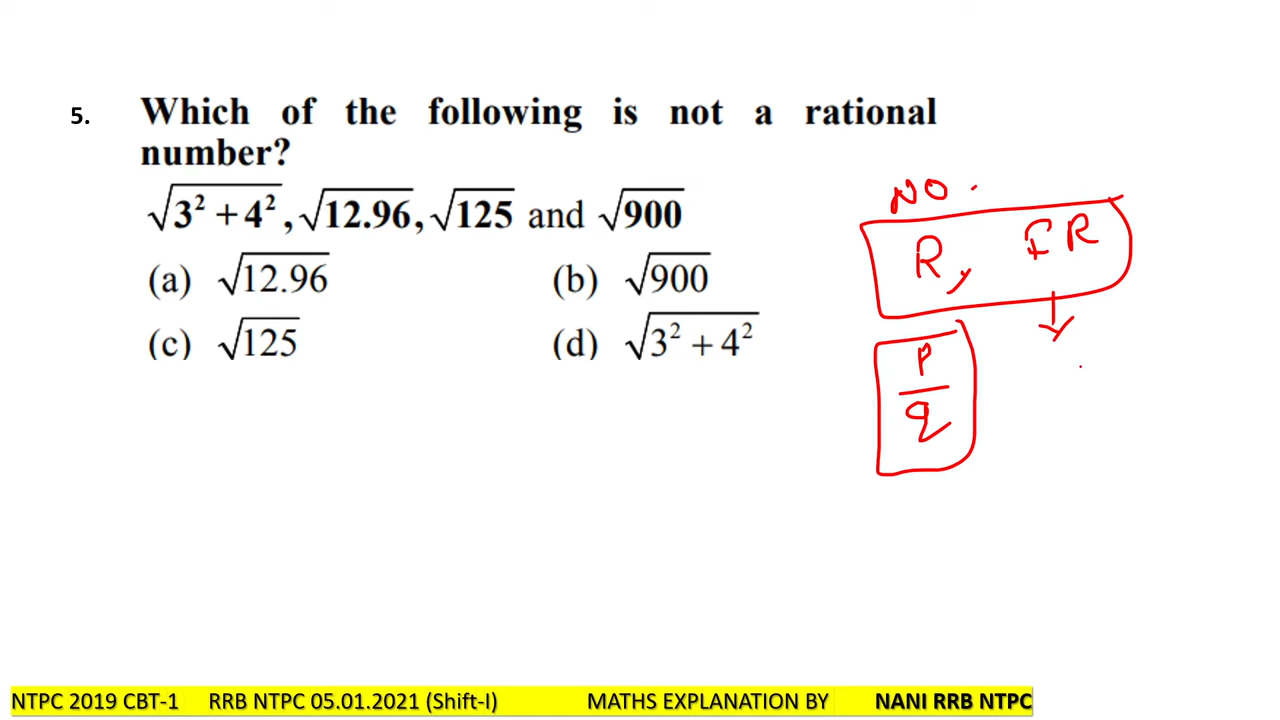 5. Which of the following is not a rational
number?
√3² + 4², √12.96, √125 and √900
(a) √12.96 (b) √900
(c) √125 (d) √3² + 4²
NO.
R, IR
P
q
NTPC 2019 CBT-1 RRB NTPC 05.01.2021 (Shift-I) MATHS EXPLANATION BY NANI RRB NTPC